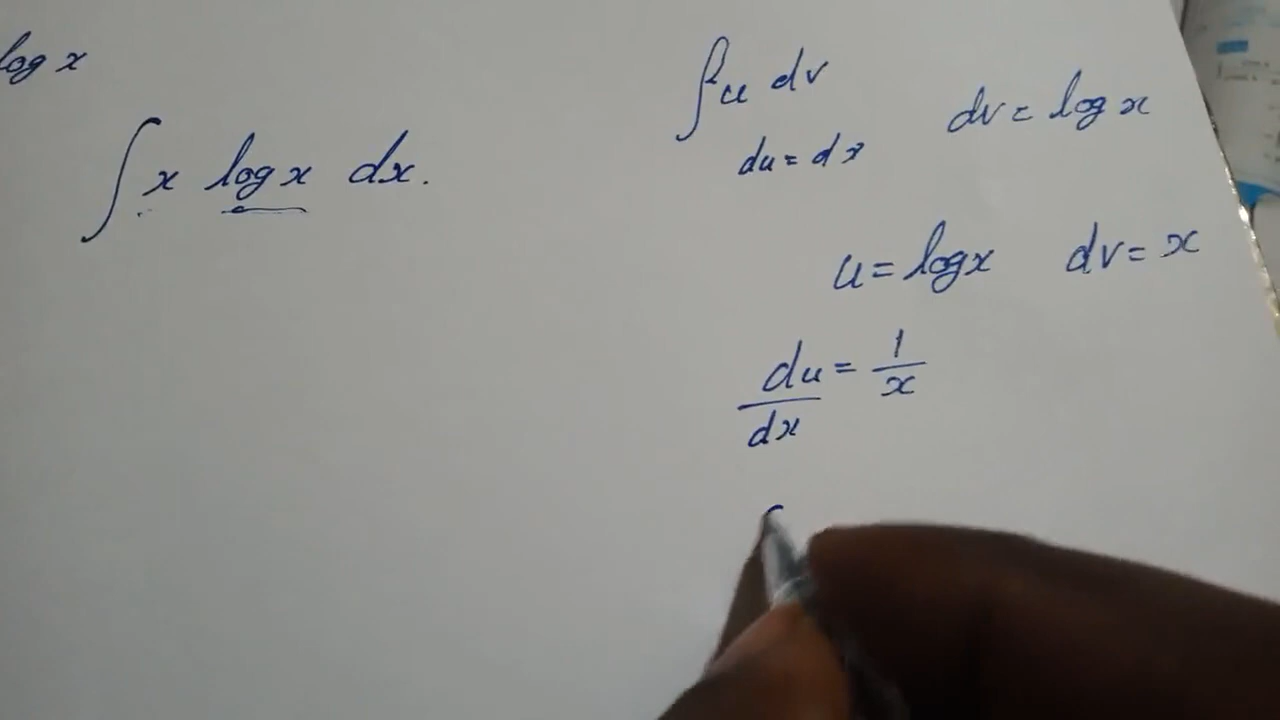 log x
∫ x log x dx.
∫ u dv
du = dx
dv = log x
u = log x dv = x
du/dx = 1/x